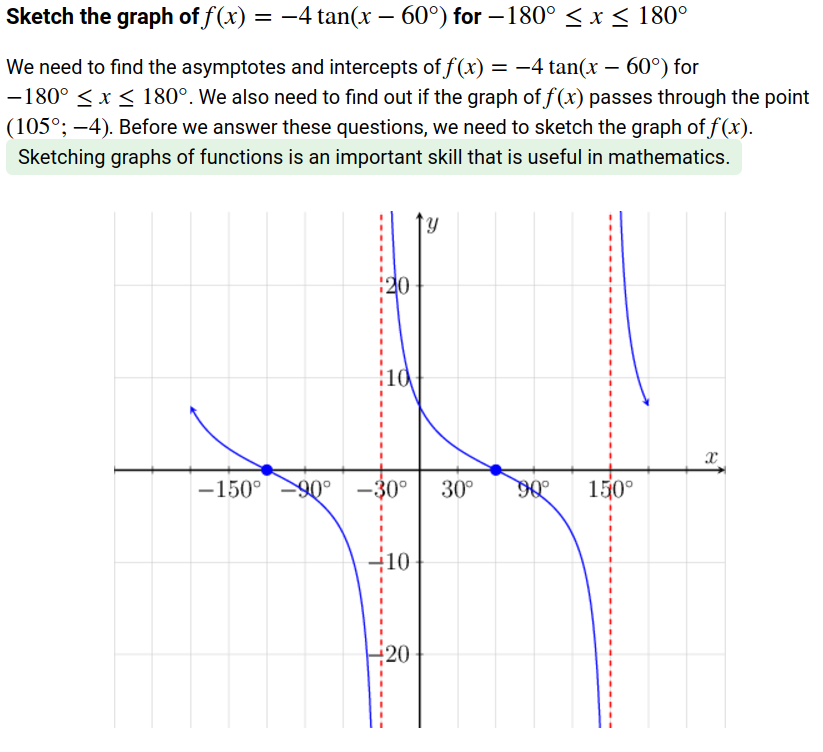 Sketch the graph of f(x) = −4 tan(x − 60°) for −180° ≤ x ≤ 180°
We need to find the asymptotes and intercepts of f(x) = −4 tan(x − 60°) for
−180° ≤ x ≤ 180°. We also need to find out if the graph of f(x) passes through the point
(105°; −4). Before we answer these questions, we need to sketch the graph of f(x).
Sketching graphs of functions is an important skill that is useful in mathematics.
y
20
10
x
−150° −90° −30° 30° 90° 150°
−10
−20